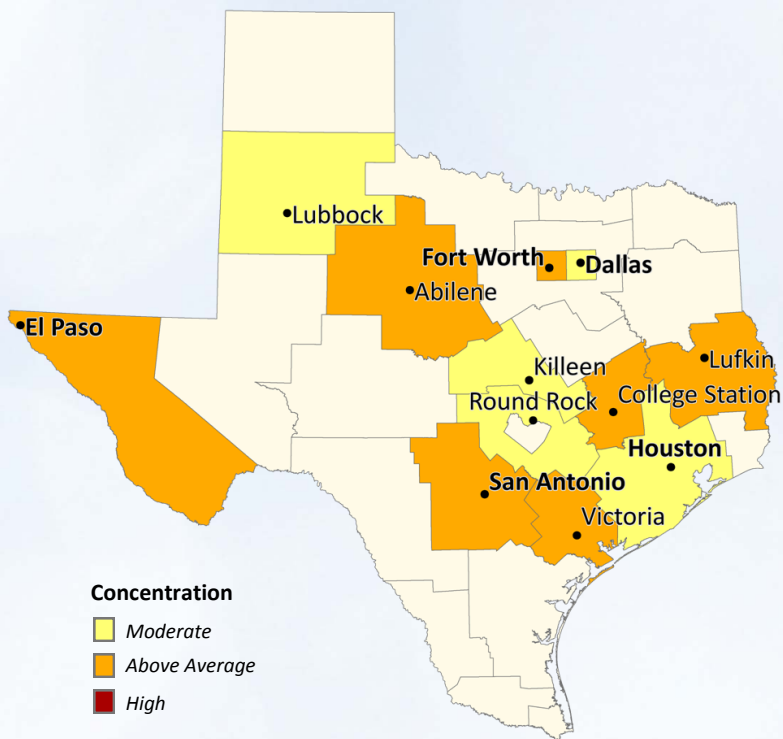 Lubbock
Fort Worth
Dallas
Abilene
El Paso
Killeen
Lufkin
Round Rock
College Station
Houston
San Antonio
Victoria
Concentration
Moderate
Above Average
High